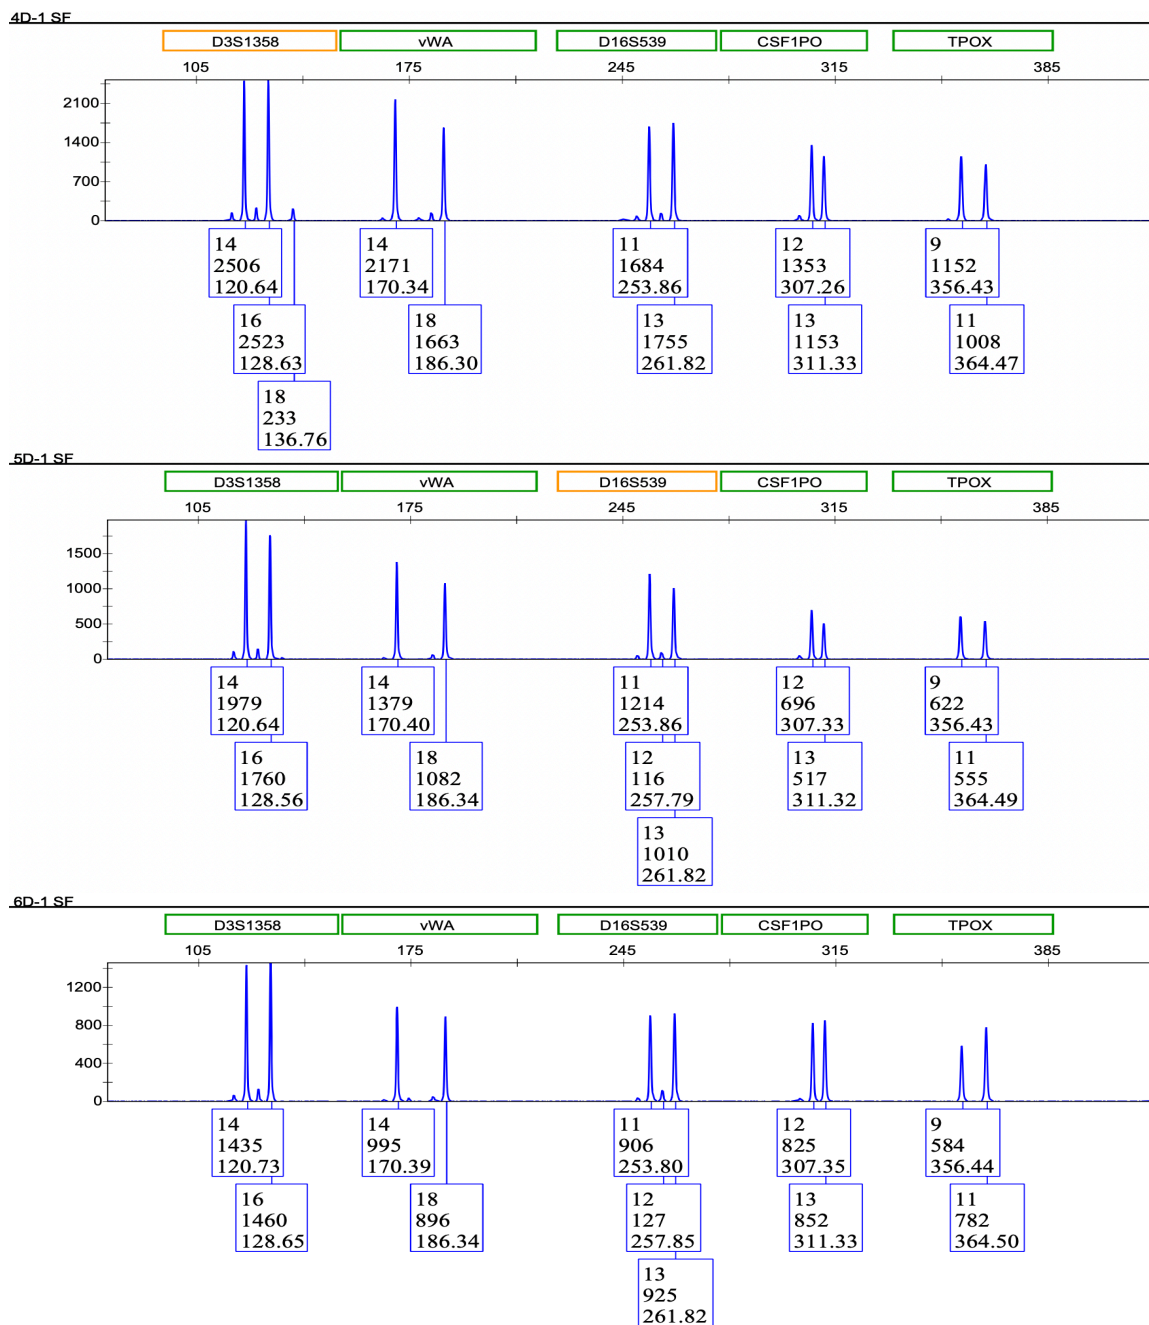 4D-1 SF
D3S1358 vWA D16S539 CSF1PO TPOX
105 175 245 315 385
2100
1400
700
0
14 14 11 12 9
2506 2171 1684 1353 1152
120.64 170.34 253.86 307.26 356.43
16 18 13 13 11
2523 1663 1755 1153 1008
128.63 186.30 261.82 311.33 364.47
18
233
136.76
5D-1 SF
D3S1358 vWA D16S539 CSF1PO TPOX
105 175 245 315 385
1500
1000
500
0
14 14 11 12 9
1979 1379 1214 696 622
120.64 170.40 253.86 307.33 356.43
16 18 12 13 11
1760 1082 116 517 555
128.56 186.34 257.79 311.32 364.49
13
1010
261.82
6D-1 SF
D3S1358 vWA D16S539 CSF1PO TPOX
105 175 245 315 385
1200
800
400
0
14 14 11 12 9
1435 995 906 825 584
120.73 170.39 253.80 307.35 356.44
16 18 12 13 11
1460 896 127 852 782
128.65 186.34 257.85 311.33 364.50
13
925
261.82